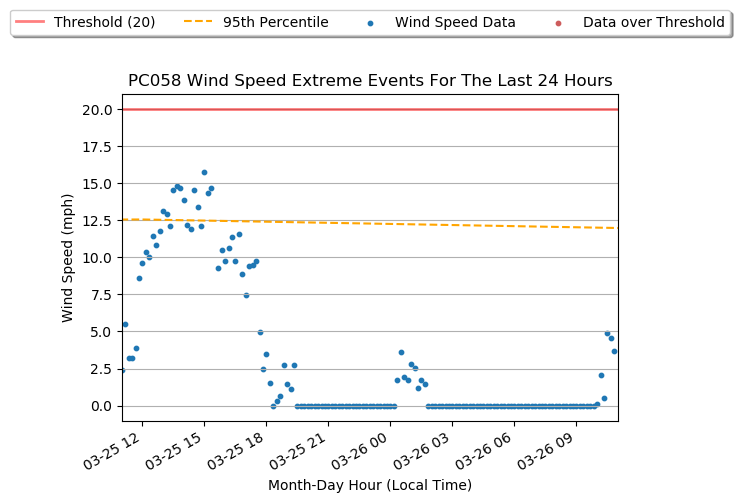 Threshold (20) 95th Percentile Wind Speed Data Data over Threshold
PC058 Wind Speed Extreme Events For The Last 24 Hours
20.0
17.5
15.0
12.5
10.0
7.5
5.0
2.5
0.0
Wind Speed (mph)
03-25 12 03-25 15 03-25 18 03-25 21 03-26 00 03-26 03 03-26 06 03-26 09
Month-Day Hour (Local Time)